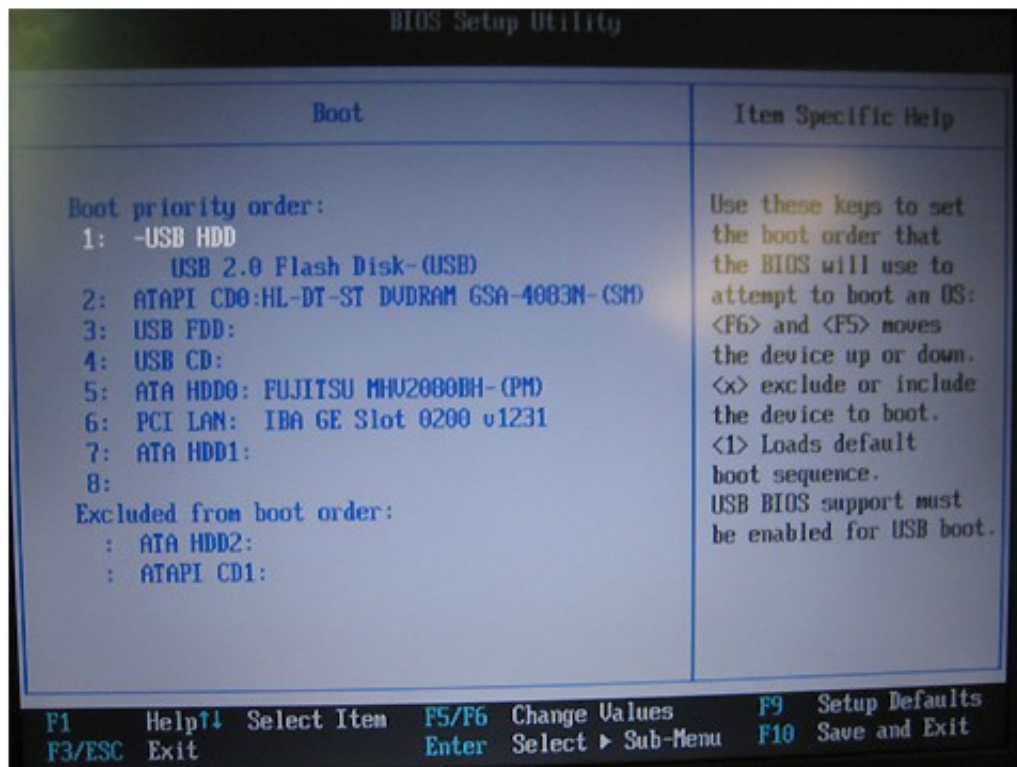 BIOS Setup Utility
Boot
Item Specific Help
Boot priority order:
1: -USB HDD
USB 2.0 Flash Disk-(USB)
2: ATAPI CD0:HL-DT-ST DVDRAM GSA-4083N-(SM)
3: USB FDD:
4: USB CD:
5: ATA HDD0: FUJITSU MHV2080BH-(PM)
6: PCI LAN: IBA GE Slot 0200 v1231
7: ATA HDD1:
8:
Excluded from boot order:
: ATA HDD2:
: ATAPI CD1:
Use these keys to set
the boot order that
the BIOS will use to
attempt to boot an OS:
<F6> and <F5> moves
the device up or down.
<x> exclude or include
the device to boot.
<1> Loads default
boot sequence.
USB BIOS support must
be enabled for USB boot.
F1 Help↑↓ Select Item F5/F6 Change Values F9 Setup Defaults
F3/ESC Exit Enter Select ▶ Sub-Menu F10 Save and Exit